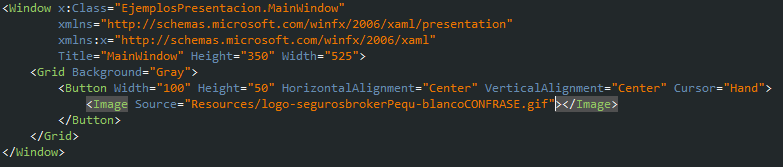 <Window x:Class="EjemplosPresentacion.MainWindow"
xmlns="http://schemas.microsoft.com/winfx/2006/xaml/presentation"
xmlns:x="http://schemas.microsoft.com/winfx/2006/xaml"
Title="MainWindow" Height="350" Width="525">
<Grid Background="Gray">
<Button Width="100" Height="50" HorizontalAlignment="Center" VerticalAlignment="Center" Cursor="Hand">
<Image Source="Resources/logo-segurosbrokerPequ-blancoCONFRASE.gif"></Image>
</Button>
</Grid>
</Window>